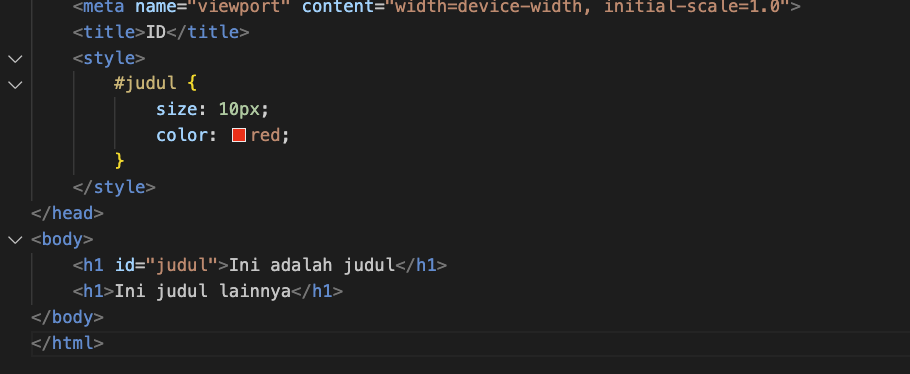 <meta name="viewport" content="width=device-width, initial-scale=1.0">
<title>ID</title>
<style>
#judul {
size: 10px;
color: red;
}
</style>
</head>
<body>
<h1 id="judul">Ini adalah judul</h1>
<h1>Ini judul lainnya</h1>
</body>
</html>